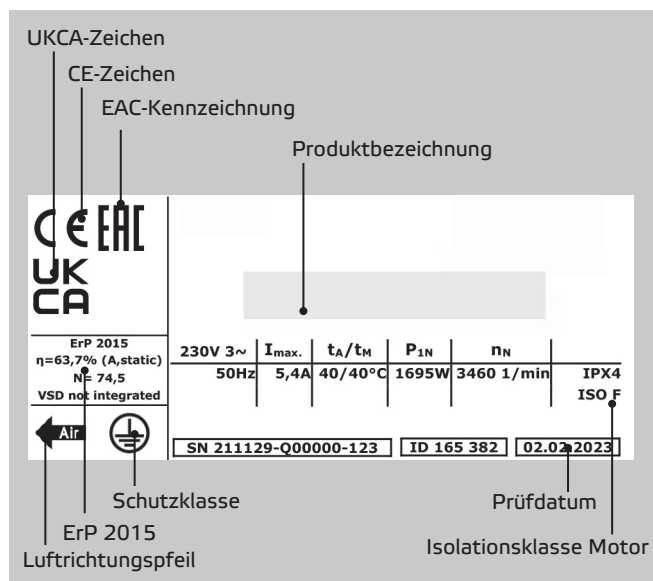 UKCA-Zeichen
CE-Zeichen
EAC-Kennzeichnung
Produktbezeichnung
CE EAC
UK
CA
ErP 2015
η=63,7% (A,static)
N= 74,5
VSD not integrated
230V 3~ Imax. tA/tM P1N nN
50Hz 5,4A 40/40°C 1695W 3460 1/min IPX4
ISO F
Air
SN 211129-Q00000-123 ID 165 382 02.02.2023
Schutzklasse
Prüfdatum
ErP 2015
Isolationsklasse Motor
Luftrichtungspfeil